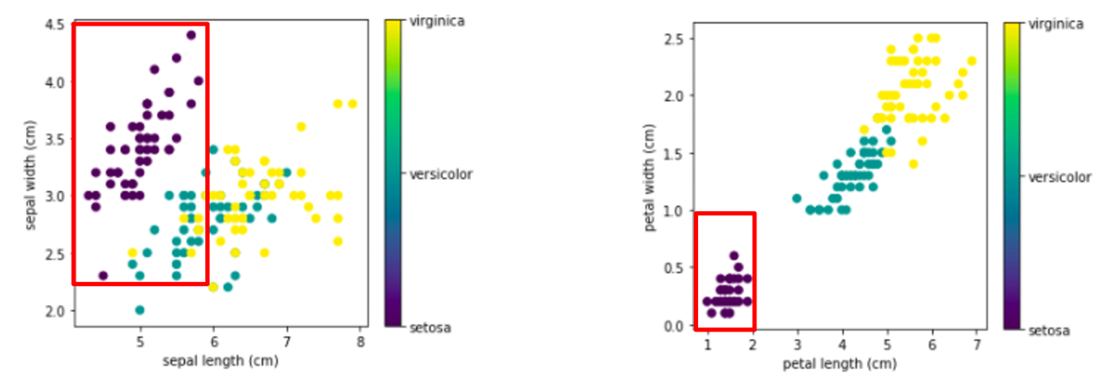 4.5
4.0
3.5
3.0
2.5
2.0
sepal width (cm)
5 6 7 8
sepal length (cm)
virginica
versicolor
setosa
2.5
2.0
1.5
1.0
0.5
0.0
petal width (cm)
1 2 3 4 5 6 7
petal length (cm)
virginica
versicolor
setosa